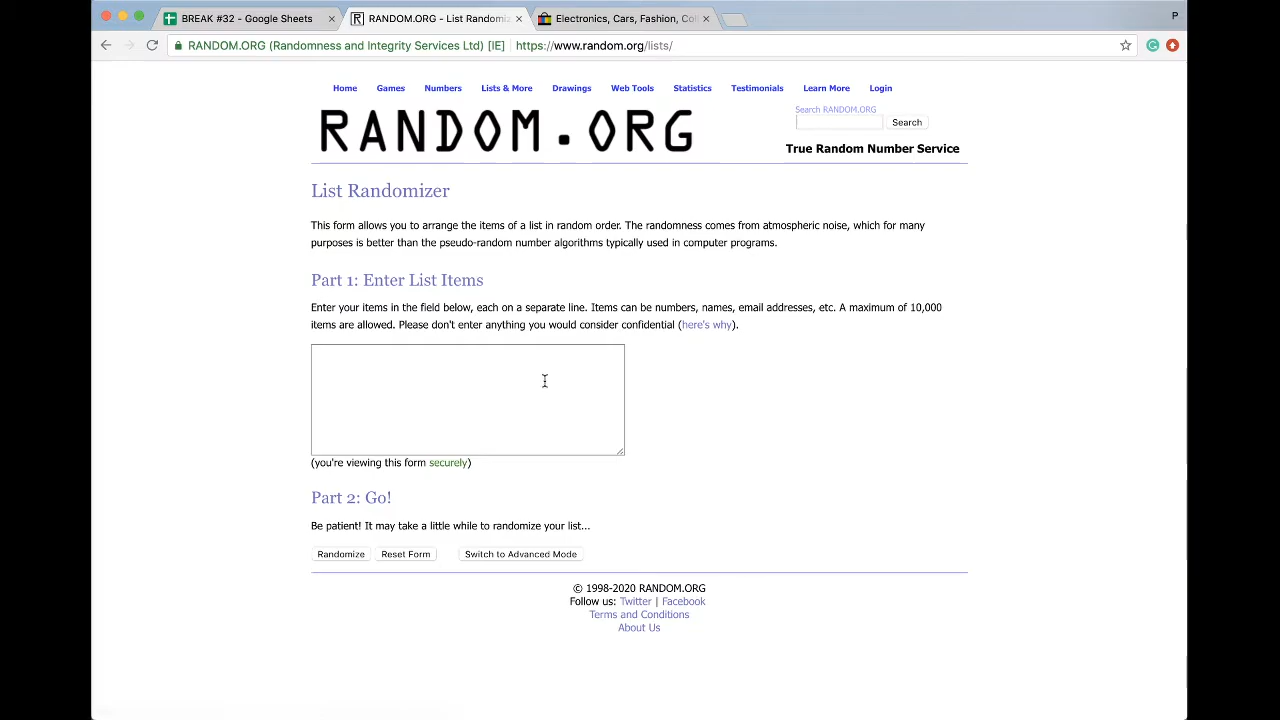 BREAK #32 - Google Sheets
RANDOM.ORG - List Randomiz
Electronics, Cars, Fashion, Col
P
RANDOM.ORG (Randomness and Integrity Services Ltd) [IE] https://www.random.org/lists/
Home Games Numbers Lists & More Drawings Web Tools Statistics Testimonials Learn More Login
RANDOM.ORG
Search RANDOM.ORG
Search
True Random Number Service
List Randomizer
This form allows you to arrange the items of a list in random order. The randomness comes from atmospheric noise, which for many
purposes is better than the pseudo-random number algorithms typically used in computer programs.
Part 1: Enter List Items
Enter your items in the field below, each on a separate line. Items can be numbers, names, email addresses, etc. A maximum of 10,000
items are allowed. Please don't enter anything you would consider confidential (here's why).
(you're viewing this form securely)
Part 2: Go!
Be patient! It may take a little while to randomize your list...
Randomize Reset Form Switch to Advanced Mode
© 1998-2020 RANDOM.ORG
Follow us: Twitter | Facebook
Terms and Conditions
About Us